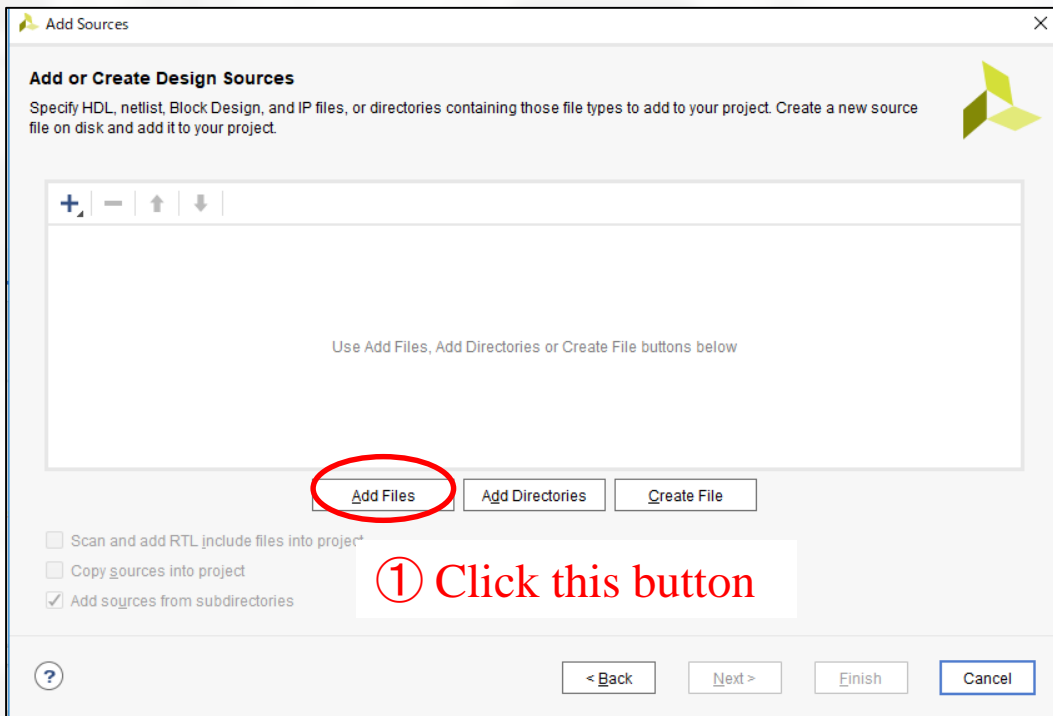 Add Sources
Add or Create Design Sources
Specify HDL, netlist, Block Design, and IP files, or directories containing those file types to add to your project. Create a new source
file on disk and add it to your project.
Use Add Files, Add Directories or Create File buttons below
Add Files
Add Directories
Create File
Scan and add RTL include files into project
Copy sources into project
Add sources from subdirectories
① Click this button
?
< Back
Next >
Finish
Cancel